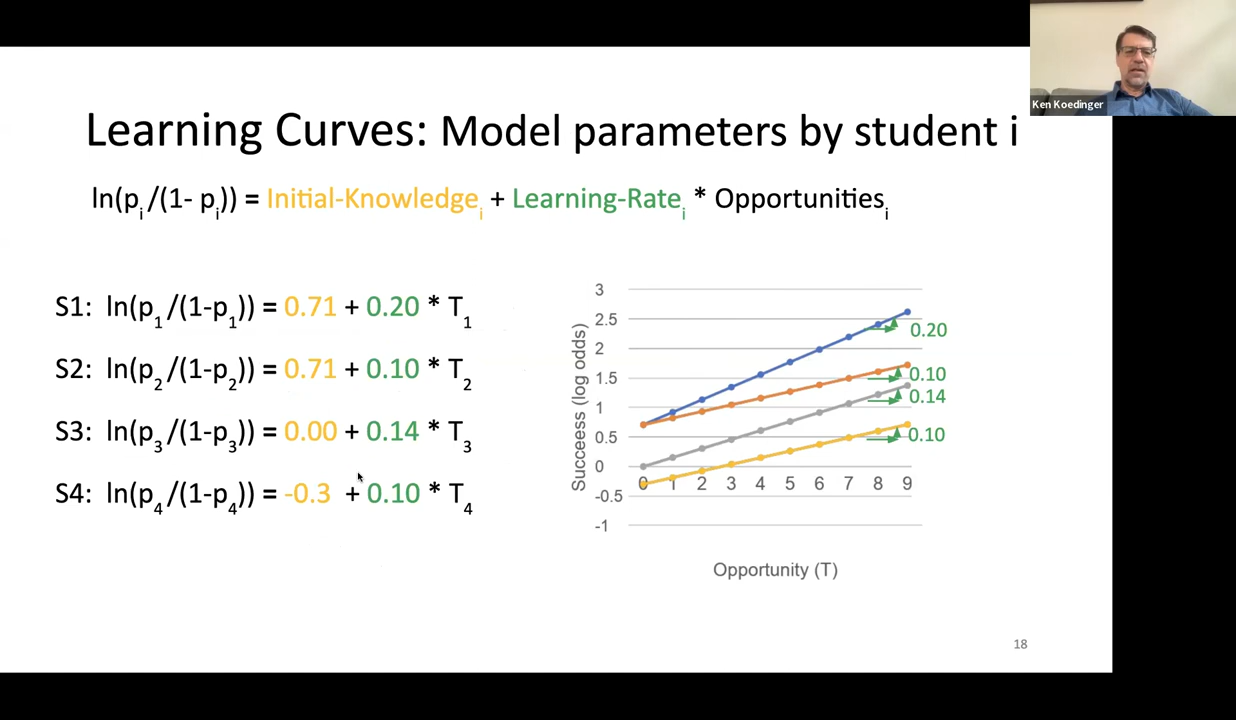 Ken Koedinger
Learning Curves: Model parameters by student i
ln(pᵢ/(1- pᵢ)) = Initial-Knowledgeᵢ + Learning-Rateᵢ * Opportunitiesᵢ
S1: ln(p₁/(1-p₁)) = 0.71 + 0.20 * T₁
S2: ln(p₂/(1-p₂)) = 0.71 + 0.10 * T₂
S3: ln(p₃/(1-p₃)) = 0.00 + 0.14 * T₃
S4: ln(p₄/(1-p₄)) = -0.3 + 0.10 * T₄
Succeess (log odds)
3
2.5
2
1.5
1
0.5
0
-0.5
-1
0 1 2 3 4 5 6 7 8 9
0.20
0.10
0.14
0.10
Opportunity (T)
18